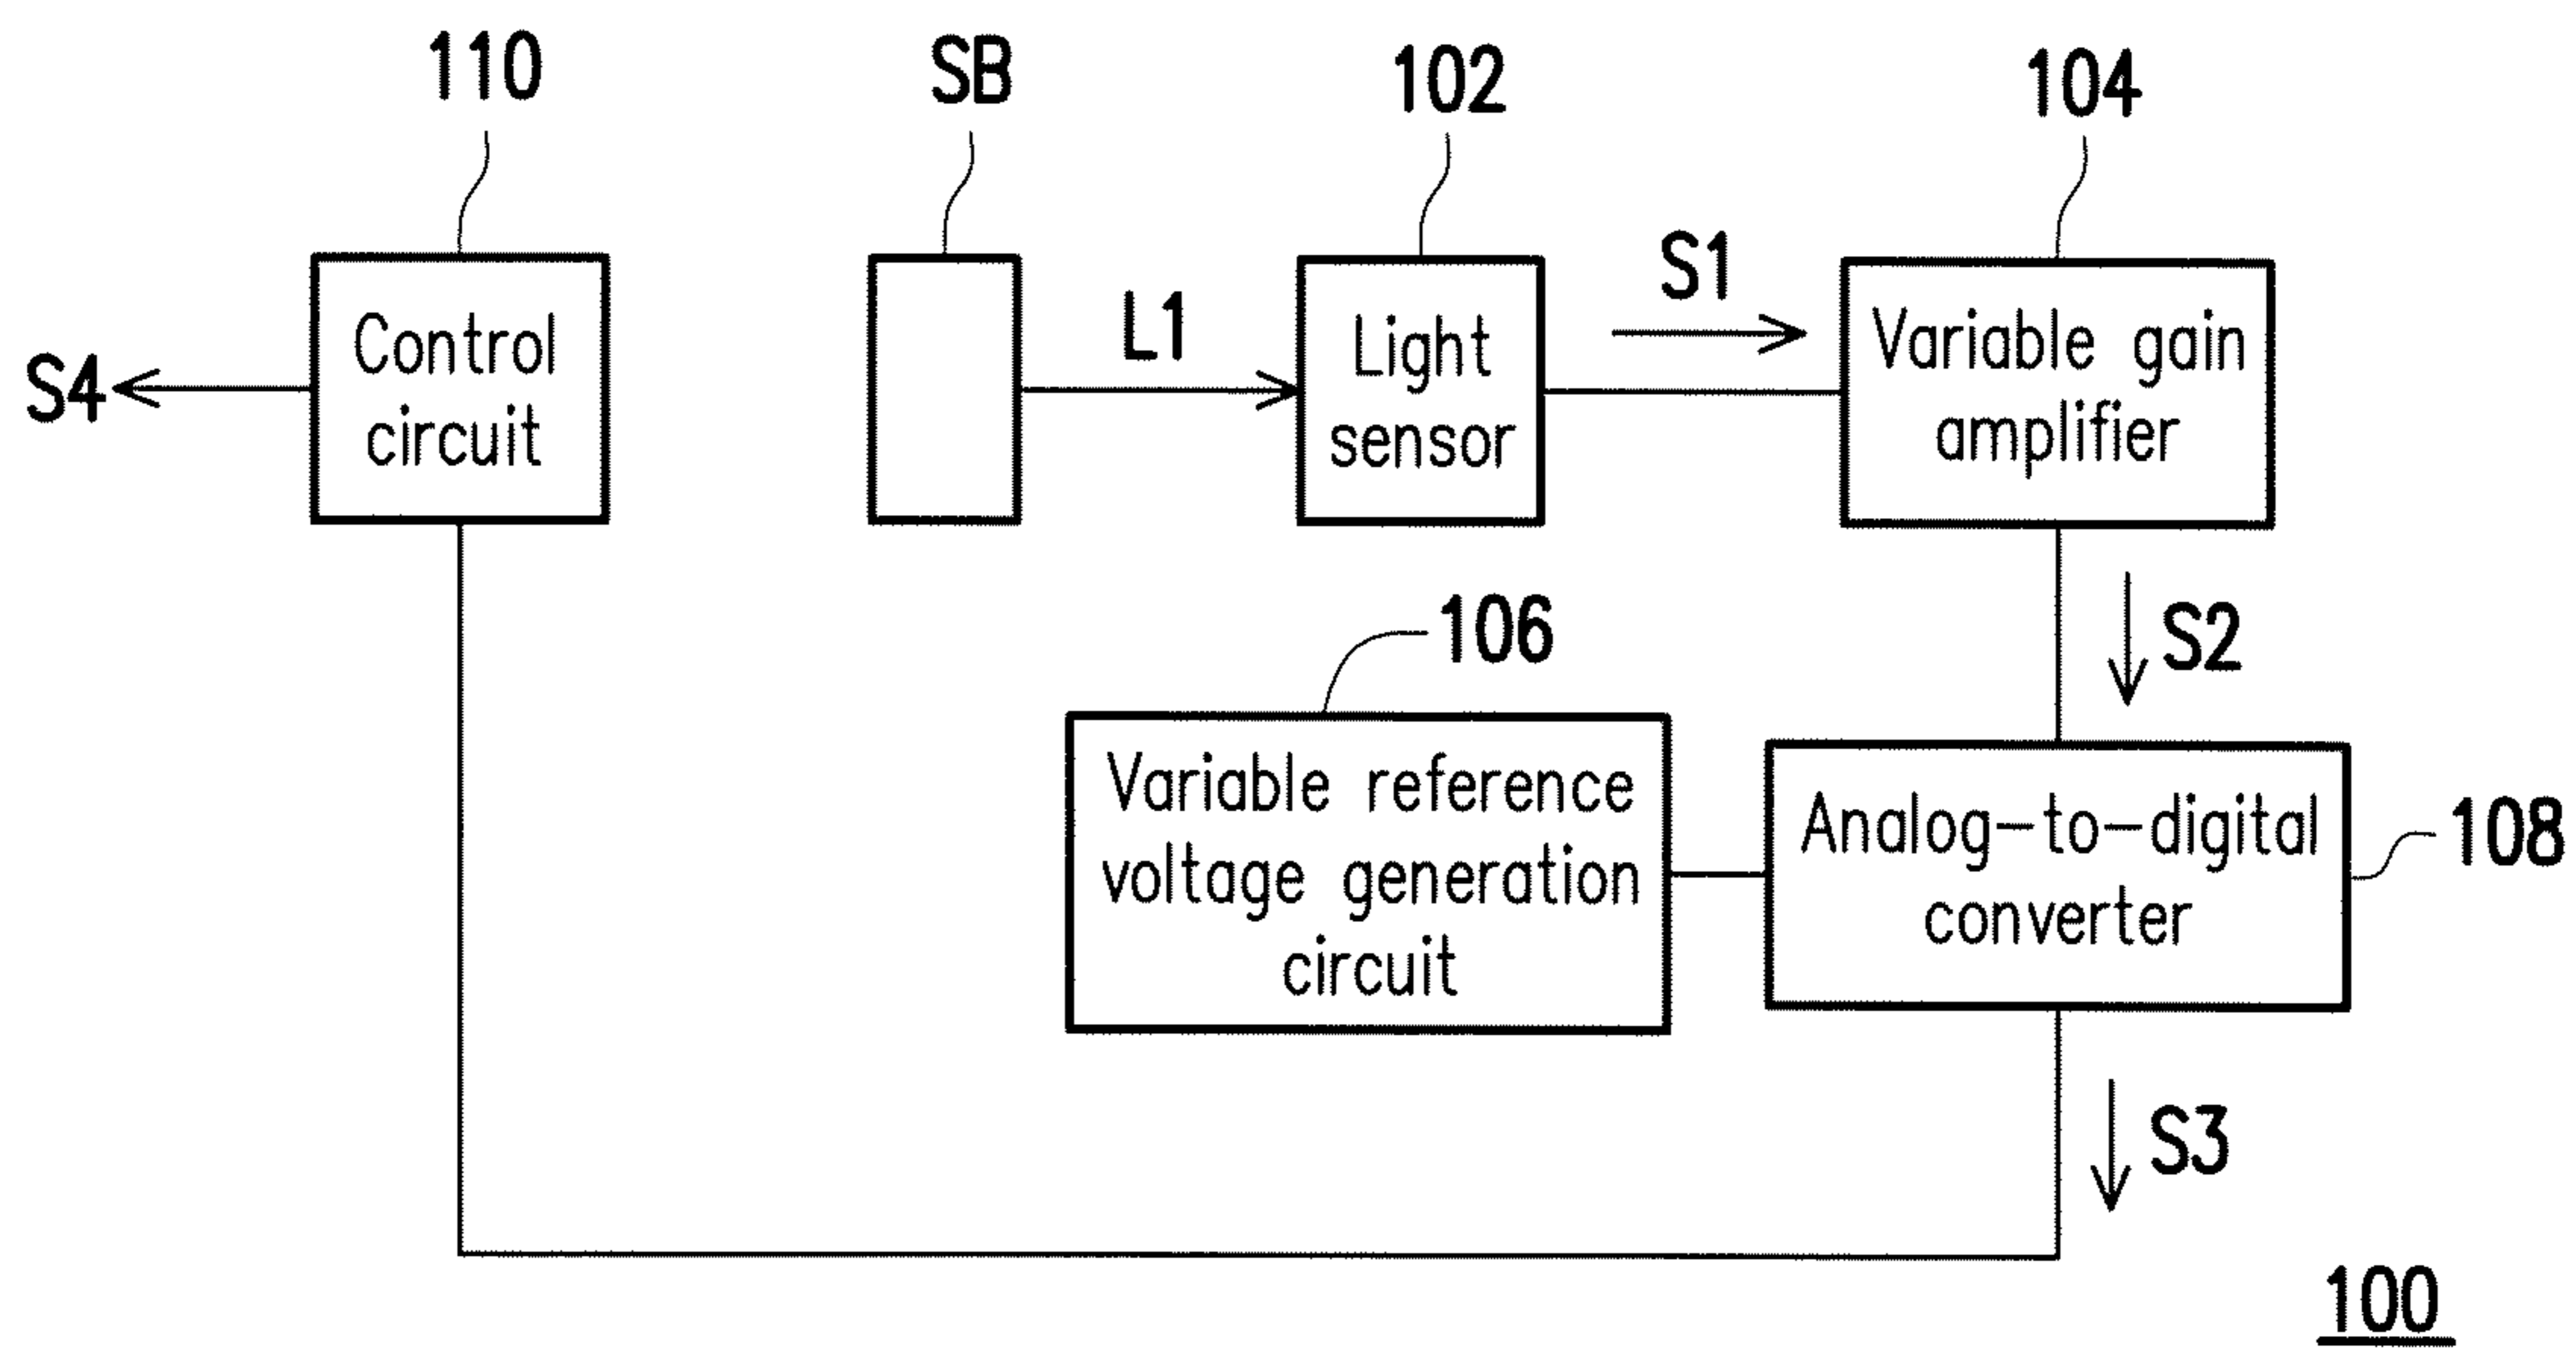 110
SB
102
104
S4
Control
circuit
L1
Light
sensor
S1
Variable gain
amplifier
S2
106
Variable reference
voltage generation
circuit
Analog-to-digital
converter
108
S3
100